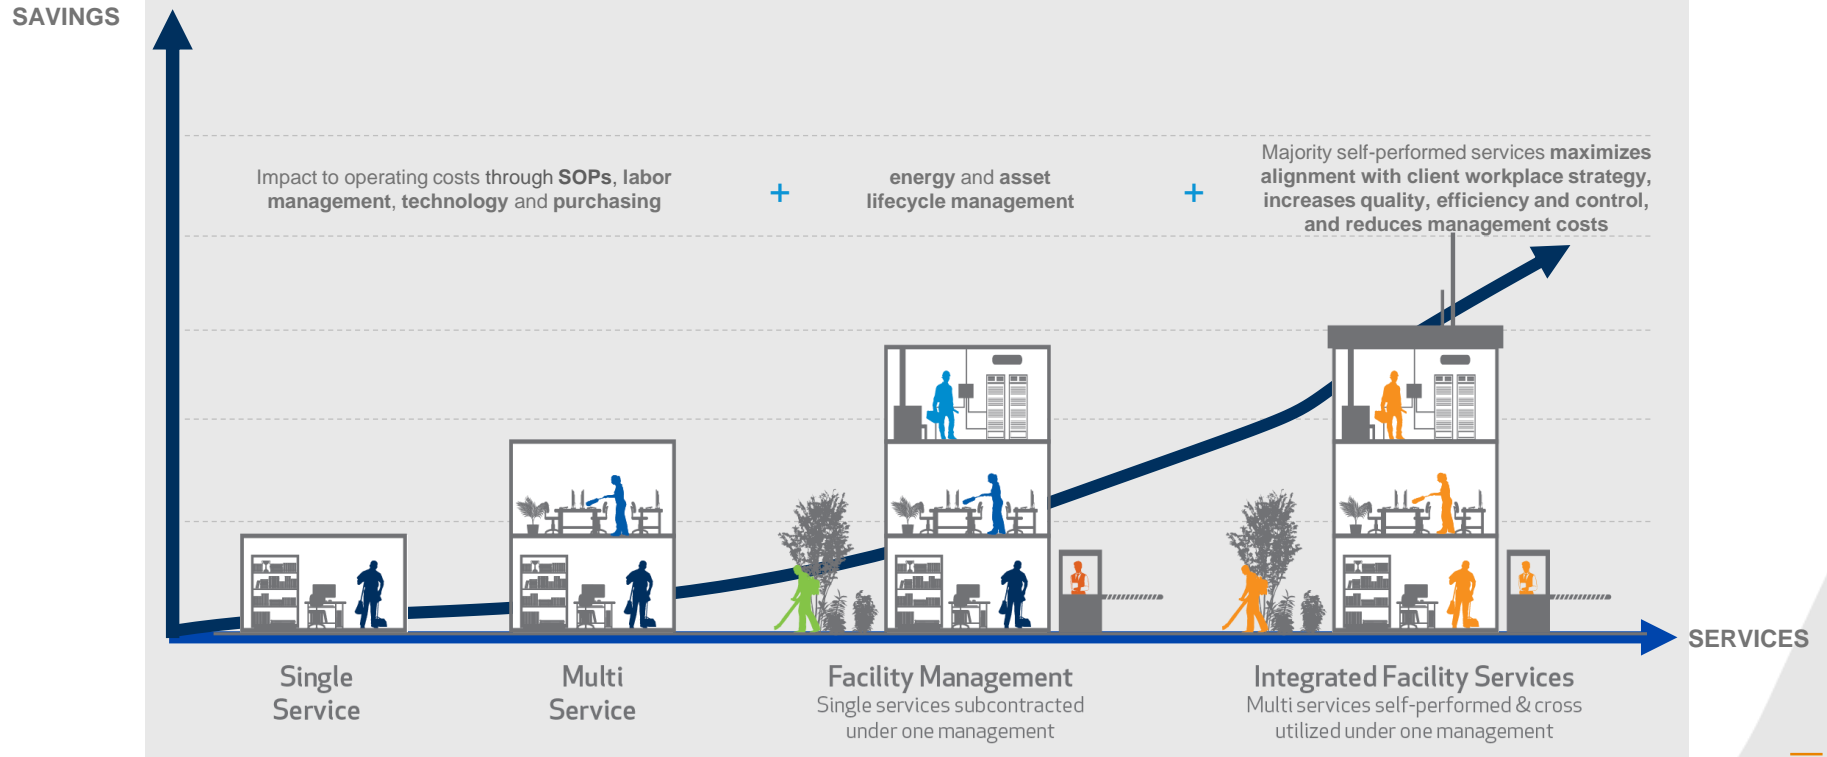 SAVINGS
Impact to operating costs through SOPs, labor
management, technology and purchasing
+
energy and asset
lifecycle management
+
Majority self-performed services maximizes
alignment with client workplace strategy,
increases quality, efficiency and control,
and reduces management costs
SERVICES
Single
Service
Multi
Service
Facility Management
Single services subcontracted
under one management
Integrated Facility Services
Multi services self-performed & cross
utilized under one management